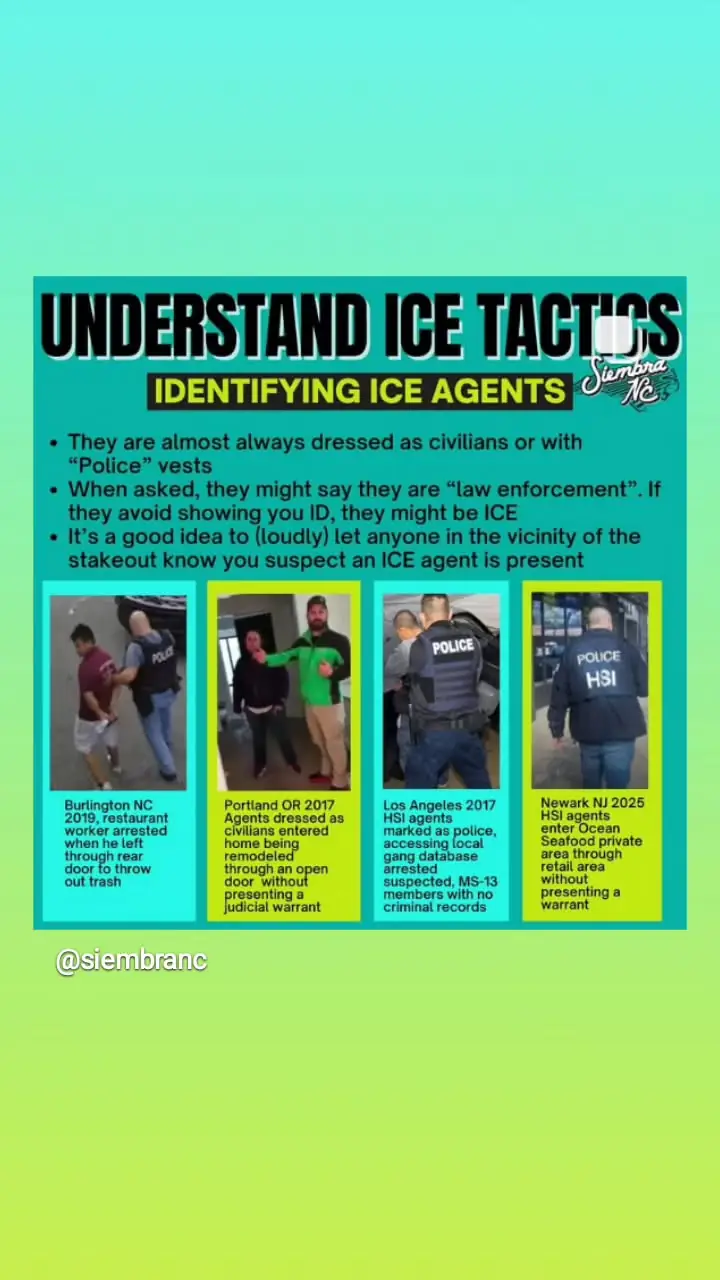 UNDERSTAND ICE TACTICS
Siembra
NC
IDENTIFYING ICE AGENTS
• They are almost always dressed as civilians or with
“Police” vests
• When asked, they might say they are “law enforcement”. If
they avoid showing you ID, they might be ICE
• It’s a good idea to (loudly) let anyone in the vicinity of the
stakeout know you suspect an ICE agent is present
POLICE
POLICE
POLICE
HSI
Burlington NC
2019, restaurant
worker arrested
when he left
through rear
door to throw
out trash
Portland OR 2017
Agents dressed as
civilians entered
home being
remodeled
through an open
door without
presenting a
judicial warrant
Los Angeles 2017
HSI agents
marked as police,
accessing local
gang database
arrested
suspected, MS-13
members with no
criminal records
Newark NJ 2025
HSI agents
enter Ocean
Seafood private
area through
retail area
without
presenting a
warrant
@siembranc